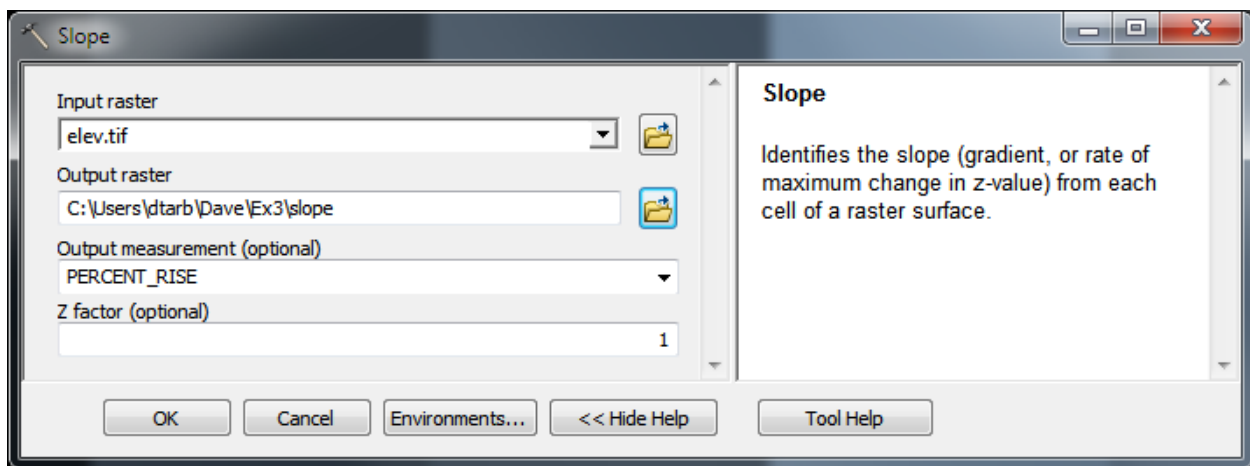 Slope
Input raster
elev.tif
Output raster
C:\Users\dtarb\Dave\Ex3\slope
Output measurement (optional)
PERCENT_RISE
Z factor (optional)
1
Slope
Identifies the slope (gradient, or rate of
maximum change in z-value) from each
cell of a raster surface.
OK Cancel Environments... << Hide Help Tool Help